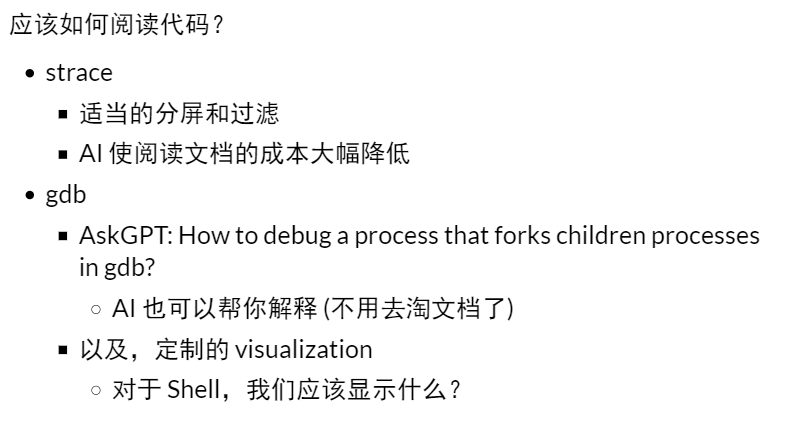 应该如何阅读代码？
strace
适当的分屏和过滤
AI 使阅读文档的成本大幅降低
gdb
AskGPT: How to debug a process that forks children processes
in gdb?
AI 也可以帮你解释 (不用去淘文档了)
以及，定制的 visualization
对于 Shell，我们应该显示什么？